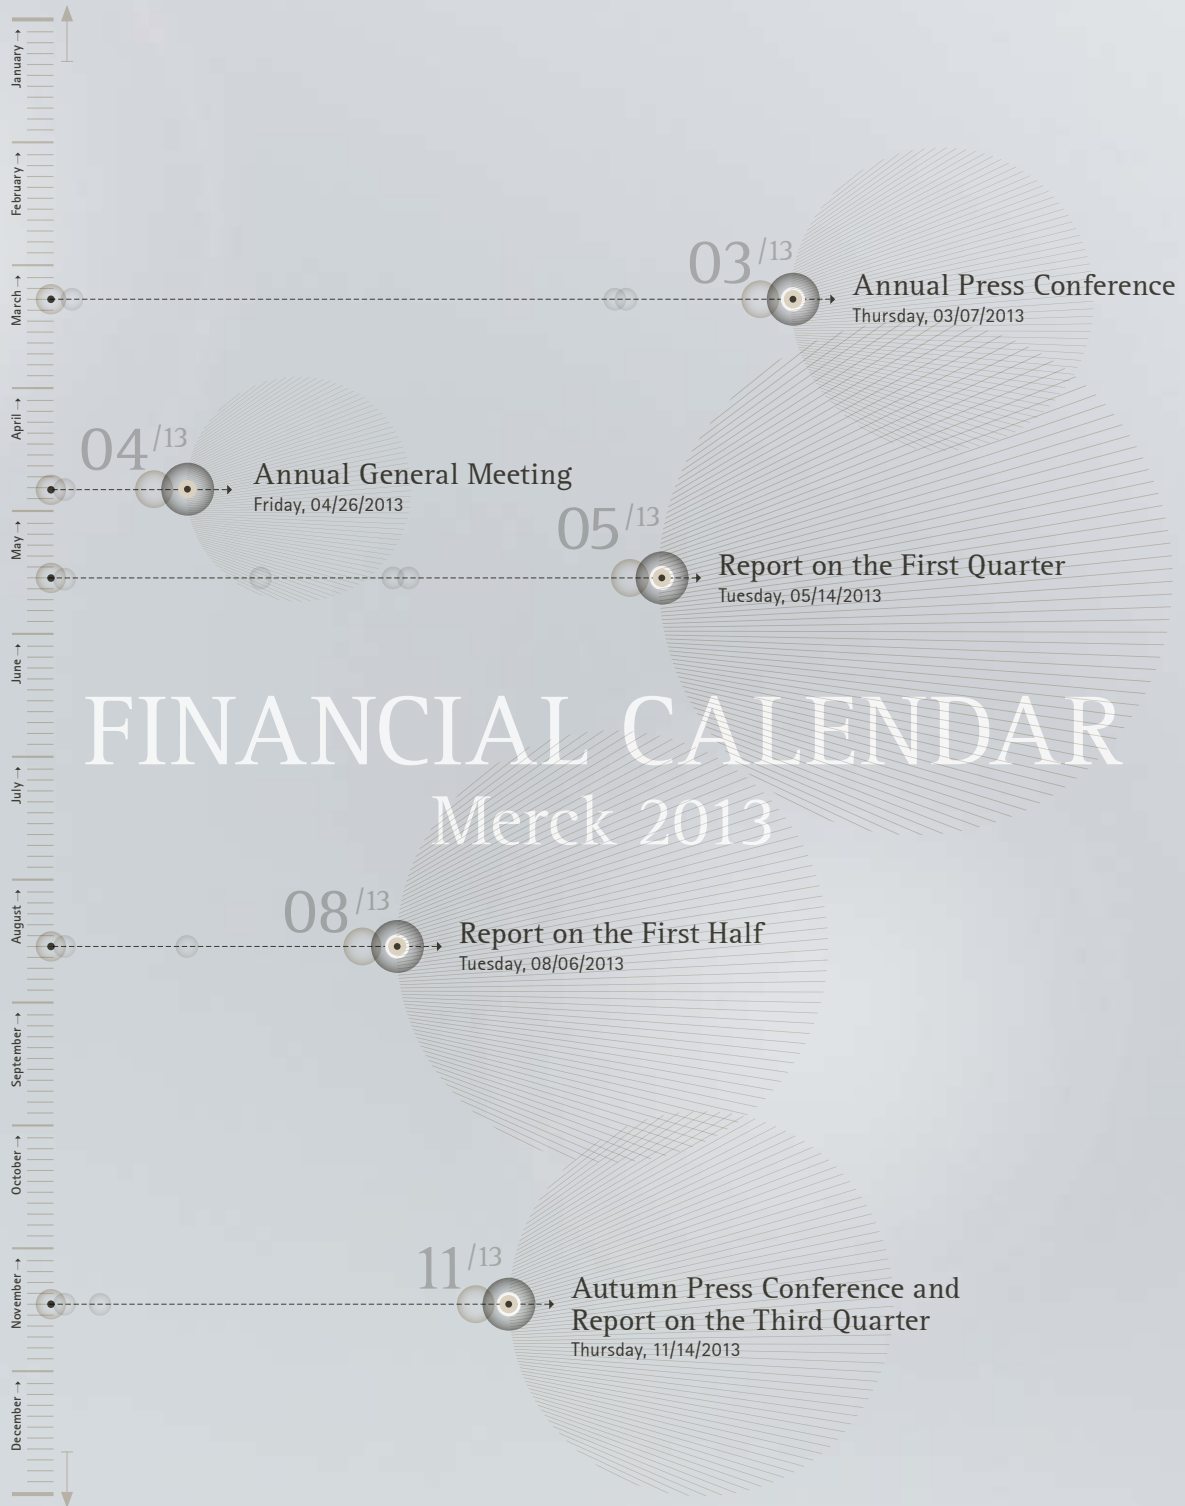 January →
February →
March →
April →
May →
June →
July →
August →
September →
October →
November →
December →
03/13
Annual Press Conference
Thursday, 03/07/2013
04/13
Annual General Meeting
Friday, 04/26/2013
05/13
Report on the First Quarter
Tuesday, 05/14/2013
FINANCIAL CALENDAR
Merck 2013
08/13
Report on the First Half
Tuesday, 08/06/2013
11/13
Autumn Press Conference and
Report on the Third Quarter
Thursday, 11/14/2013